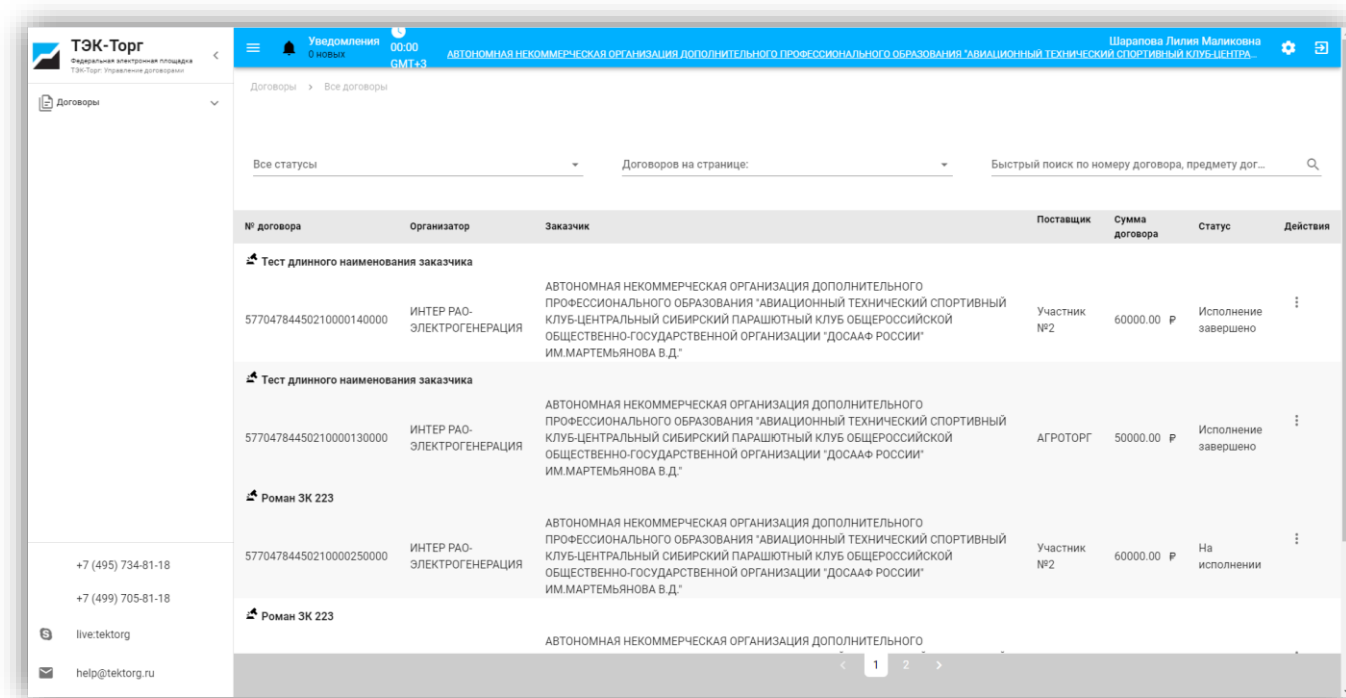 ТЭК-Торг
Федеральная электронная площадка
ТЭК-Торг: Управление договорами
Договоры
+7 (495) 734-81-18
+7 (499) 705-81-18
live:tektorg
help@tektorg.ru
Уведомления
0 новых
00:00
GMT+3
Шарапова Лилия Маликовна
АВТОНОМНАЯ НЕКОММЕРЧЕСКАЯ ОРГАНИЗАЦИЯ ДОПОЛНИТЕЛЬНОГО ПРОФЕССИОНАЛЬНОГО ОБРАЗОВАНИЯ "АВИАЦИОННЫЙ ТЕХНИЧЕСКИЙ СПОРТИВНЫЙ КЛУБ-ЦЕНТРА...
Договоры > Все договоры
Все статусы
Договоров на странице:
Быстрый поиск по номеру договора, предмету дог...
№ договора Организатор Заказчик Поставщик Сумма договора Статус Действия
Тест длинного наименования заказчика
57704784450210000140000
ИНТЕР РАО-
ЭЛЕКТРОГЕНЕРАЦИЯ
АВТОНОМНАЯ НЕКОММЕРЧЕСКАЯ ОРГАНИЗАЦИЯ ДОПОЛНИТЕЛЬНОГО
ПРОФЕССИОНАЛЬНОГО ОБРАЗОВАНИЯ "АВИАЦИОННЫЙ ТЕХНИЧЕСКИЙ СПОРТИВНЫЙ
КЛУБ-ЦЕНТРАЛЬНЫЙ СИБИРСКИЙ ПАРАШЮТНЫЙ КЛУБ ОБЩЕРОССИЙСКОЙ
ОБЩЕСТВЕННО-ГОСУДАРСТВЕННОЙ ОРГАНИЗАЦИИ "ДОСААФ РОССИИ"
ИМ.МАРТЕМЬЯНОВА В.Д."
Участник
№2
60000.00 ₽
Исполнение
завершено
Тест длинного наименования заказчика
57704784450210000130000
ИНТЕР РАО-
ЭЛЕКТРОГЕНЕРАЦИЯ
АВТОНОМНАЯ НЕКОММЕРЧЕСКАЯ ОРГАНИЗАЦИЯ ДОПОЛНИТЕЛЬНОГО
ПРОФЕССИОНАЛЬНОГО ОБРАЗОВАНИЯ "АВИАЦИОННЫЙ ТЕХНИЧЕСКИЙ СПОРТИВНЫЙ
КЛУБ-ЦЕНТРАЛЬНЫЙ СИБИРСКИЙ ПАРАШЮТНЫЙ КЛУБ ОБЩЕРОССИЙСКОЙ
ОБЩЕСТВЕННО-ГОСУДАРСТВЕННОЙ ОРГАНИЗАЦИИ "ДОСААФ РОССИИ"
ИМ.МАРТЕМЬЯНОВА В.Д."
АГРОТОРГ
50000.00 ₽
Исполнение
завершено
Роман ЗК 223
57704784450210000250000
ИНТЕР РАО-
ЭЛЕКТРОГЕНЕРАЦИЯ
АВТОНОМНАЯ НЕКОММЕРЧЕСКАЯ ОРГАНИЗАЦИЯ ДОПОЛНИТЕЛЬНОГО
ПРОФЕССИОНАЛЬНОГО ОБРАЗОВАНИЯ "АВИАЦИОННЫЙ ТЕХНИЧЕСКИЙ СПОРТИВНЫЙ
КЛУБ-ЦЕНТРАЛЬНЫЙ СИБИРСКИЙ ПАРАШЮТНЫЙ КЛУБ ОБЩЕРОССИЙСКОЙ
ОБЩЕСТВЕННО-ГОСУДАРСТВЕННОЙ ОРГАНИЗАЦИИ "ДОСААФ РОССИИ"
ИМ.МАРТЕМЬЯНОВА В.Д."
Участник
№2
60000.00 ₽
На
исполнении
Роман ЗК 223
АВТОНОМНАЯ НЕКОММЕРЧЕСКАЯ ОРГАНИЗАЦИЯ ДОПОЛНИТЕЛЬНОГО
< 1 2 >